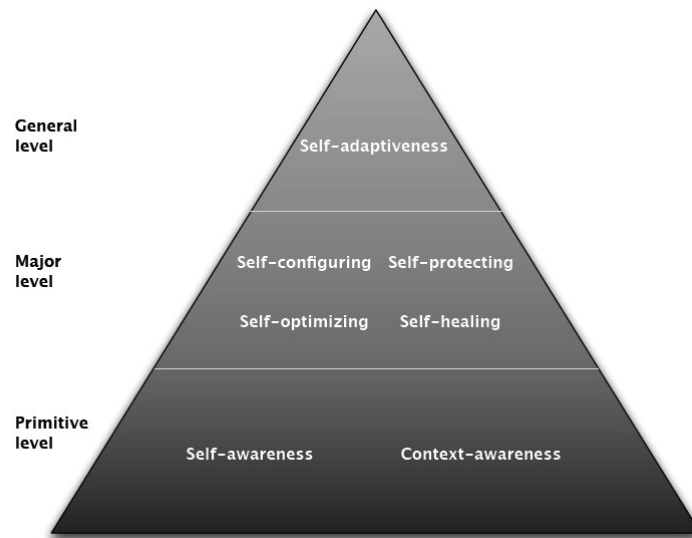 General
level
Self-adaptiveness
Major
level
Self-configuring Self-protecting
Self-optimizing Self-healing
Primitive
level
Self-awareness Context-awareness